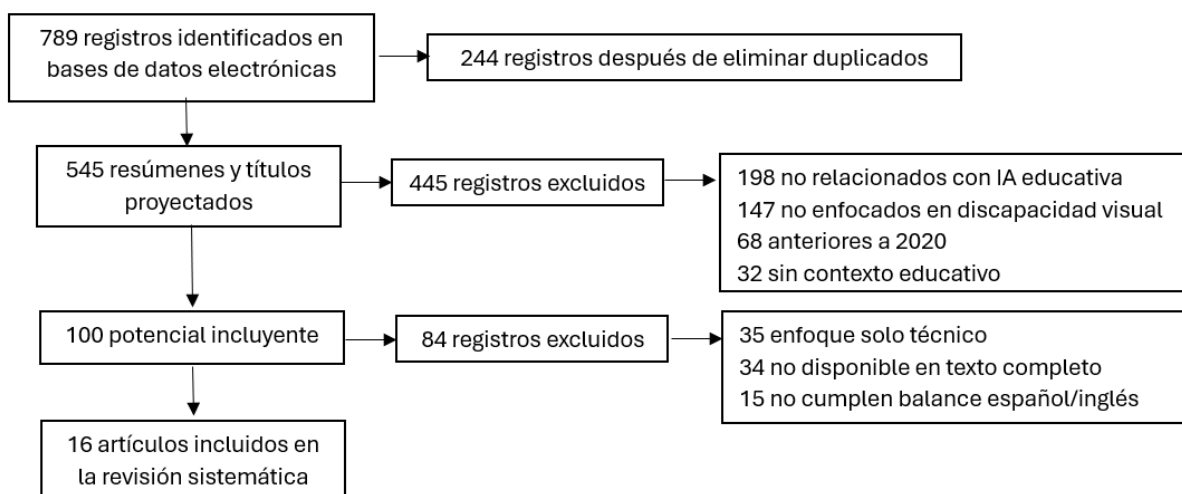 789 registros identificados en
bases de datos electrónicas
244 registros después de eliminar duplicados
545 resúmenes y títulos
proyectados
445 registros excluidos
198 no relacionados con IA educativa
147 no enfocados en discapacidad visual
68 anteriores a 2020
32 sin contexto educativo
100 potencial incluyente
84 registros excluidos
35 enfoque solo técnico
34 no disponible en texto completo
15 no cumplen balance español/inglés
16 artículos incluidos en
la revisión sistemática